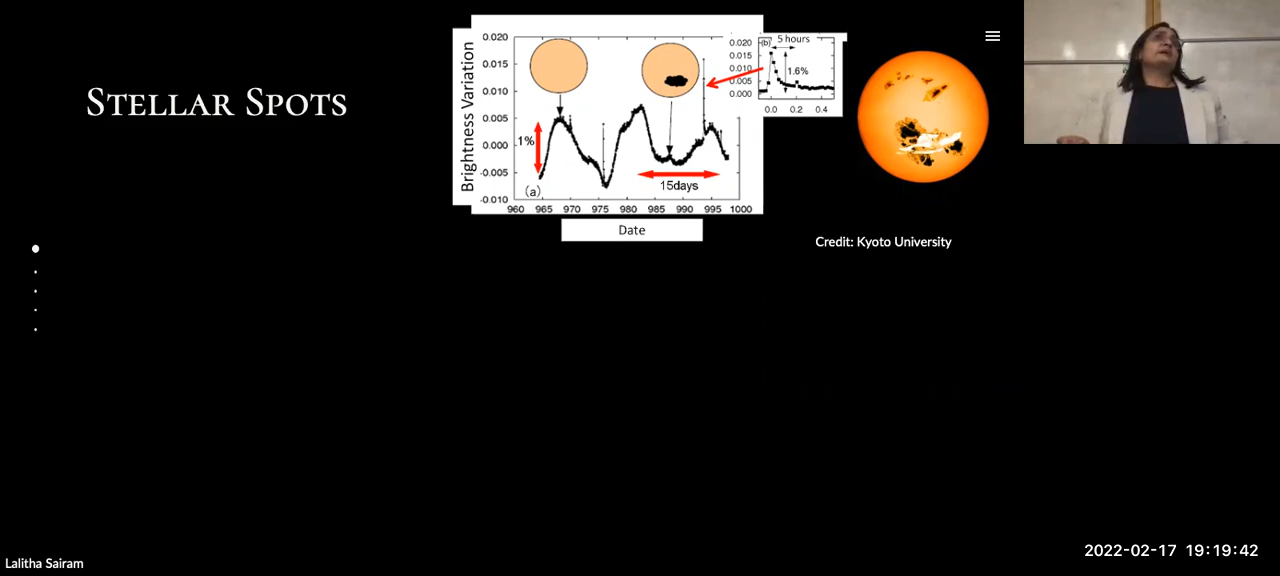 STELLAR SPOTS
Brightness Variation
0.020
0.015
0.010
0.005
0.000
-0.005
-0.010
1%
(a)
15days
960 965 970 975 980 985 990 995 1000
Date
(b)
5 hours
0.020
0.015
0.010
0.005
0.000
1.6%
0.0 0.2 0.4
Credit: Kyoto University
Lalitha Sairam
2022-02-17 19:19:42